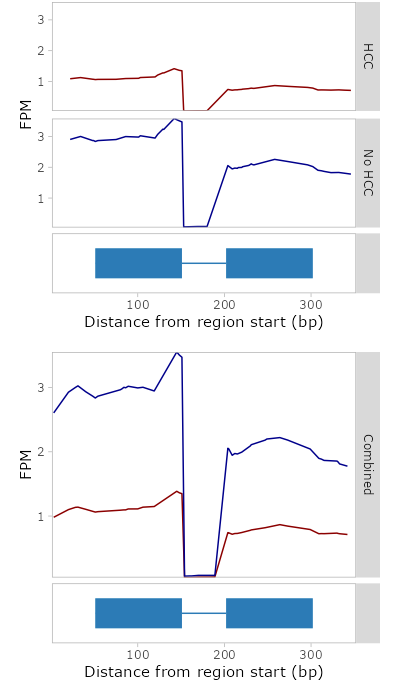 3
2
1
HCC
FPM
3
2
1
No HCC
100 200 300
Distance from region start (bp)
3
2
1
FPM
Combined
100 200 300
Distance from region start (bp)